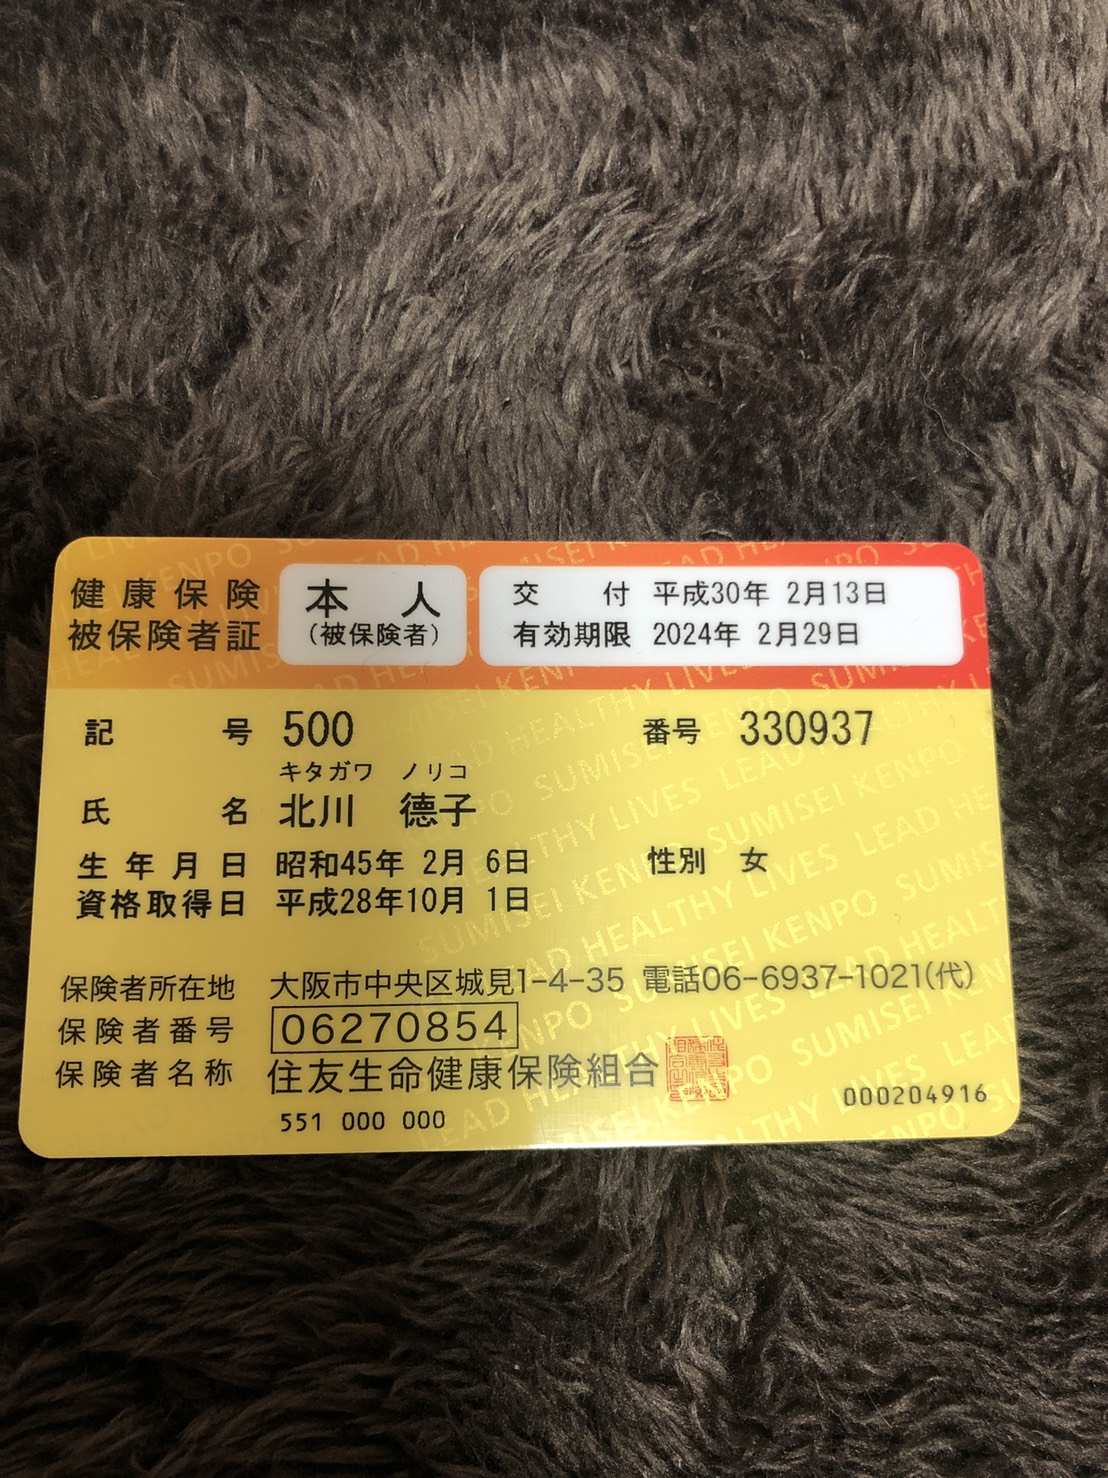 健康保険
被保険者証
本人
(被保険者)
交付 平成30年 2月13日
有効期限 2024年 2月29日
記号 500 番号 330937
キタガワ ノリコ
氏名 北川 德子
生年月日 昭和45年 2月 6日 性別 女
資格取得日 平成28年10月 1日
保険者所在地 大阪市中央区城見1-4-35 電話06-6937-1021(代)
保険者番号 06270854
保険者名称 住友生命健康保険組合
551 000 000
000204916
LEAD HEALTHY LIVES SUMISEI KENPO